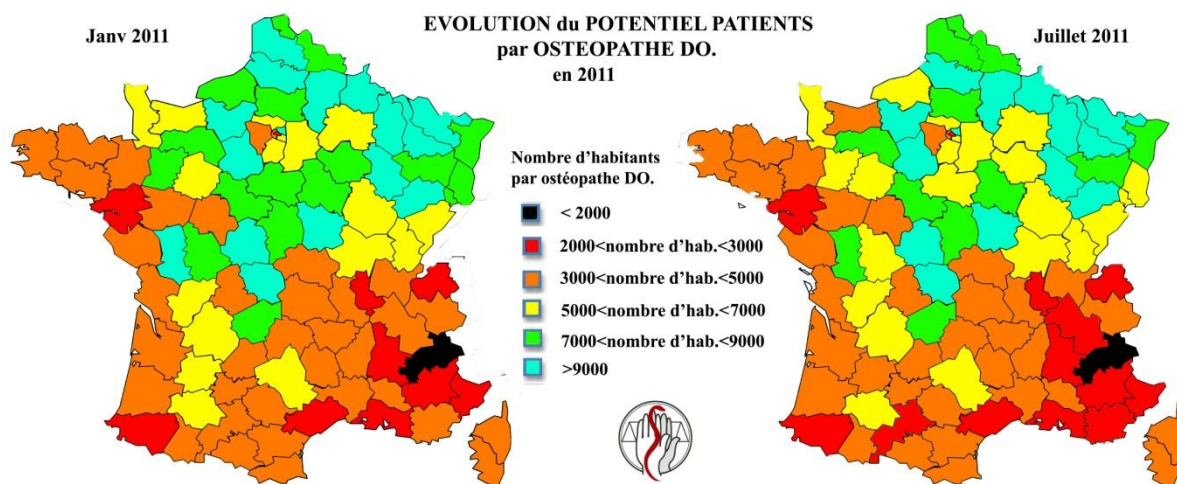 EVOLUTION du POTENTIEL PATIENTS
par OSTEOPATHE DO.
en 2011
Janv 2011
Juillet 2011
Nombre d'habitants
par ostéopathe DO.
< 2000
2000<nombre d'hab.<3000
3000<nombre d'hab.<5000
5000<nombre d'hab.<7000
7000<nombre d'hab.<9000
>9000